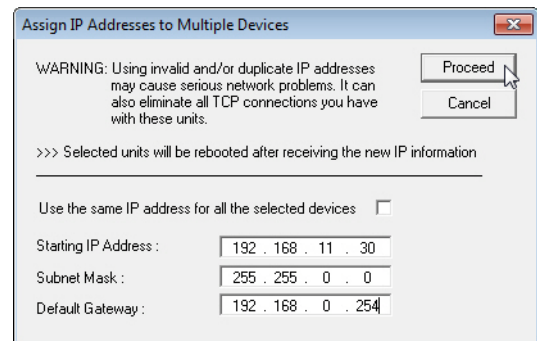 Assign IP Addresses to Multiple Devices
WARNING: Using invalid and/or duplicate IP addresses
may cause serious network problems. It can
also eliminate all TCP connections you have
with these units.
Proceed
Cancel
>>> Selected units will be rebooted after receiving the new IP information
Use the same IP address for all the selected devices
Starting IP Address : 192 . 168 . 11 . 30
Subnet Mask : 255 . 255 . 0 . 0
Default Gateway : 192 . 168 . 0 . 254